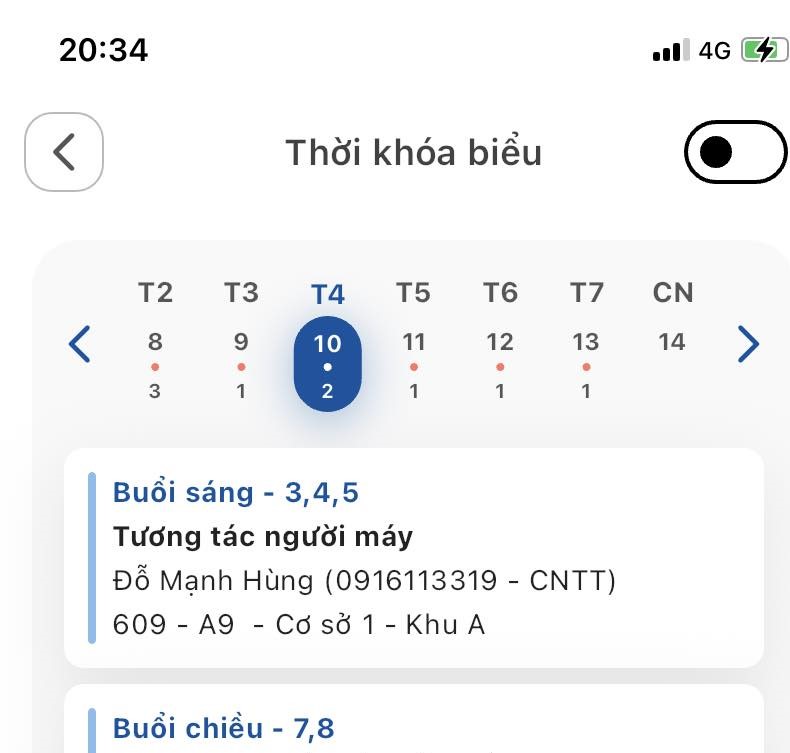 20:34 4G
Thời khóa biểu
T2 T3 T4 T5 T6 T7 CN
8 9 10 11 12 13 14
3 1 2 1 1 1
Buổi sáng - 3,4,5
Tương tác người máy
Đỗ Mạnh Hùng (0916113319 - CNTT)
609 - A9 - Cơ sở 1 - Khu A
Buổi chiều - 7,8